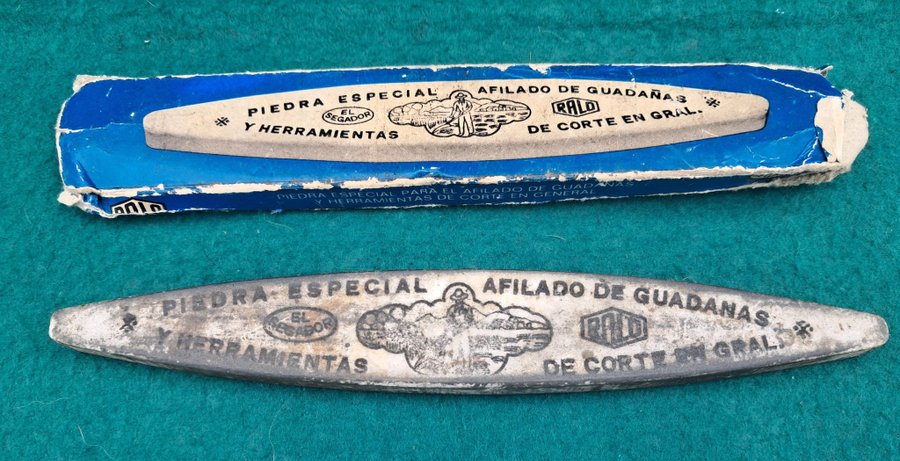 PIEDRA ESPECIAL AFILADO DE GUADAÑAS
EL SEGADOR
RALO
Y HERRAMIENTAS DE CORTE EN GRAL.
PIEDRA ESPECIAL PARA EL AFILADO DE GUADAÑAS
Y HERRAMIENTAS DE CORTE EN GENERAL
RALO
PIEDRA ESPECIAL AFILADO DE GUADAÑAS
EL SEGADOR
RALO
Y HERRAMIENTAS DE CORTE EN GRAL.